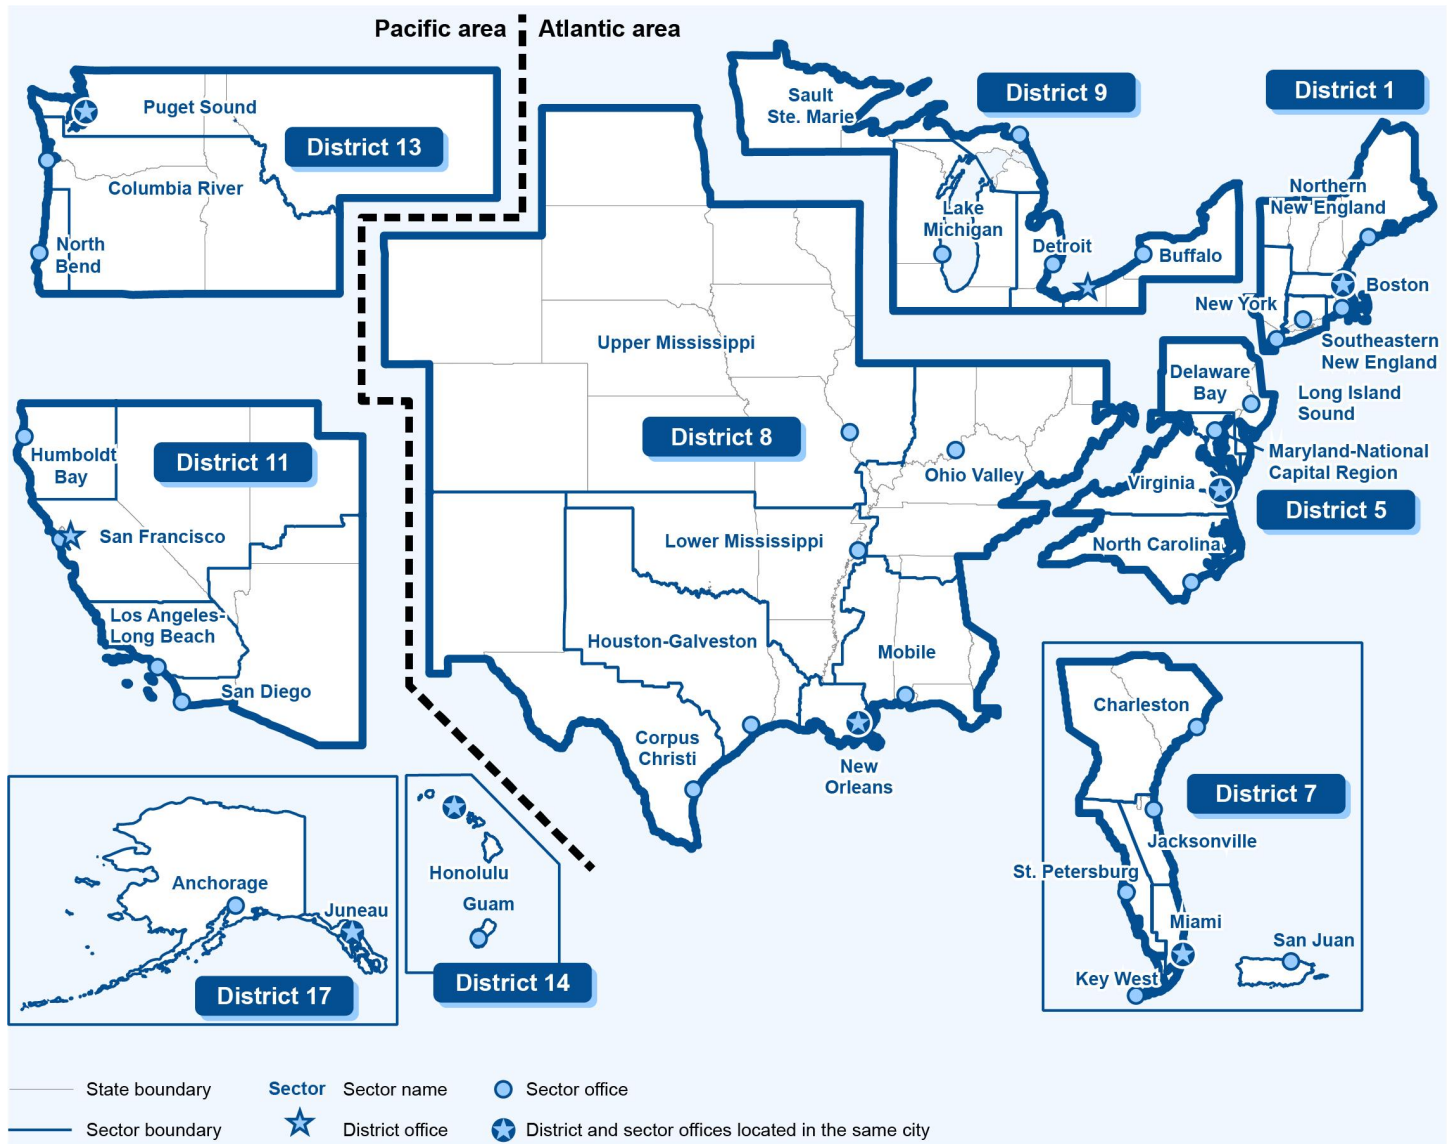 Pacific area
Atlantic area
Puget Sound
District 13
Columbia River
North
Bend
Sault
Ste. Marie
District 9
Lake
Michigan
Detroit
Buffalo
District 1
Northern
New England
Boston
New York
Southeastern
New England
Long Island
Sound
Delaware
Bay
Maryland-National
Capital Region
Virginia
District 5
North Carolina
Upper Mississippi
District 8
Ohio Valley
Lower Mississippi
Houston-Galveston
Mobile
Corpus
Christi
New
Orleans
Humboldt
Bay
District 11
San Francisco
Los Angeles-
Long Beach
San Diego
Charleston
District 7
Jacksonville
St. Petersburg
Miami
Key West
San Juan
Anchorage
Juneau
District 17
Honolulu
Guam
District 14
State boundary
Sector
Sector name
Sector office
Sector boundary
District office
District and sector offices located in the same city